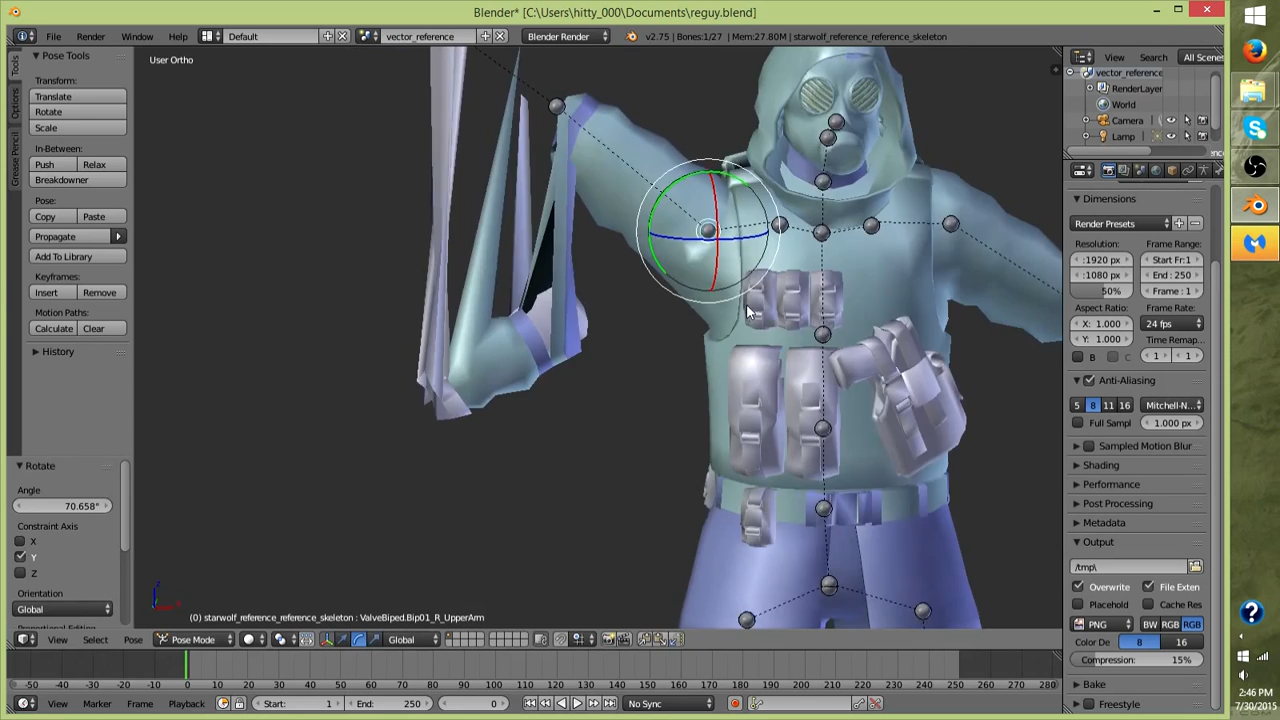 Blender* [C:\Users\hitty_000\Documents\reguy.blend]
File Render Window Help Default vector_reference Blender Render v2.75 | Bones:1/27 | Mem:27.80M | starwolf_reference_reference_skeleton
Tools
Options
Grease Pencil
Pose Tools
Transform:
Translate
Rotate
Scale
In-Between:
Push Relax
Breakdowner
Pose:
Copy Paste
Propagate
Add To Library
Keyframes:
Insert Remove
Motion Paths:
Calculate Clear
History
Rotate
Angle
70.658°
Constraint Axis
X
Y
Z
Orientation
Global
User Ortho
(0) starwolf_reference_reference_skeleton : ValveBiped.Bip01_R_UpperArm
View Select Pose Pose Mode Global
View Search All Scenes
vector_reference
RenderLayer
World
Camera
Lamp
Dimensions
Render Presets
Resolution: Frame Range:
:1920 px Start Fr:1
:1080 px End : 250
50% Frame : 1
Aspect Ratio: Frame Rate:
X: 1.000 24 fps
Y: 1.000 Time Remap...
B C 1 1
Anti-Aliasing
5 8 11 16 Mitchell-N...
Full Sampl 1.000 px
Sampled Motion Blur
Shading
Performance
Post Processing
Metadata
Output
/tmp\
Overwrite File Exten
Placehold Cache Res
PNG BW RGB RGB
Color De 8 16
Compression: 15%
Bake
Freestyle
-50 -40 -30 -20 -10 0 10 20 30 40 50 60 70 80 90 100 110 120 130 140 150 160 170 180 190 200 210 220 230 240 250 260 270 280
View Marker Frame Playback Start: 1 End: 250 0 No Sync
2:46 PM
7/30/2015